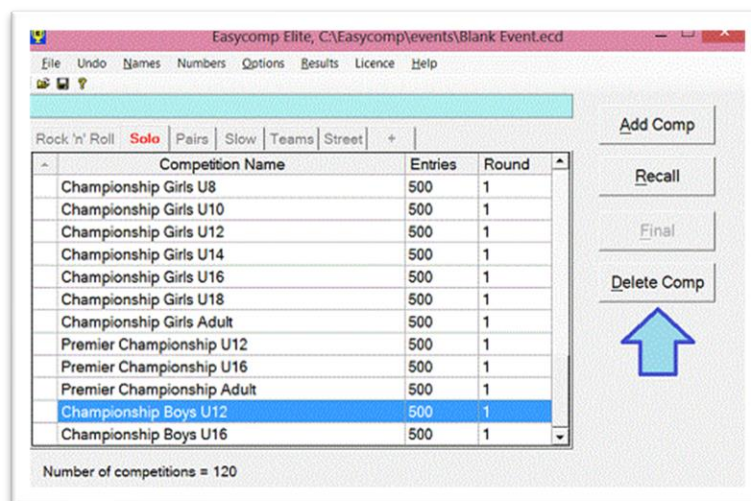 Easycomp Elite, C:\Easycomp\events\Blank Event.ecd
File Undo Names Numbers Options Results Licence Help
Rock 'n' Roll Solo Pairs Slow Teams Street +
Competition Name Entries Round
Championship Girls U8 500 1
Championship Girls U10 500 1
Championship Girls U12 500 1
Championship Girls U14 500 1
Championship Girls U16 500 1
Championship Girls U18 500 1
Championship Girls Adult 500 1
Premier Championship U12 500 1
Premier Championship U16 500 1
Premier Championship Adult 500 1
Championship Boys U12 500 1
Championship Boys U16 500 1
Number of competitions = 120
Add Comp
Recall
Final
Delete Comp